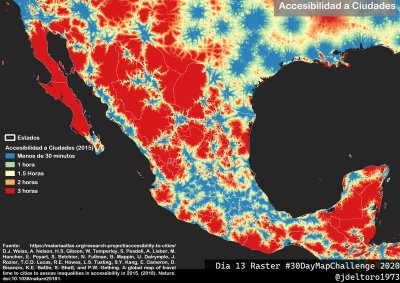 Accesibilidad a Ciudades
Estados
Accesibilidad a Ciudades (2015)
Menos de 30 minutos
1 hora
1.5 Horas
2 horas
3 horas
Fuente: https://malariaatlas.org/research-project/accessibility-to-cities/
D.J. Weiss, A. Nelson, H.S. Gibson, W. Temperley, S. Peedell, A. Lieber, M.
Hancher, E. Poyart, S. Belchior, N. Fullman, B. Mappin, U. Dalrymple, J.
Rozier, T.C.D. Lucas, R.E. Howes, L.S. Tusting, S.Y. Kang, E. Cameron, D.
Bisanzio, K.E. Battle, S. Bhatt, and P.W. Gething. A global map of travel
time to cities to assess inequalities in accessibility in 2015. (2018). Nature.
doi:10.1038/nature25181.
Día 13 Raster #30DayMapChallenge 2020
@jdeltoro1973